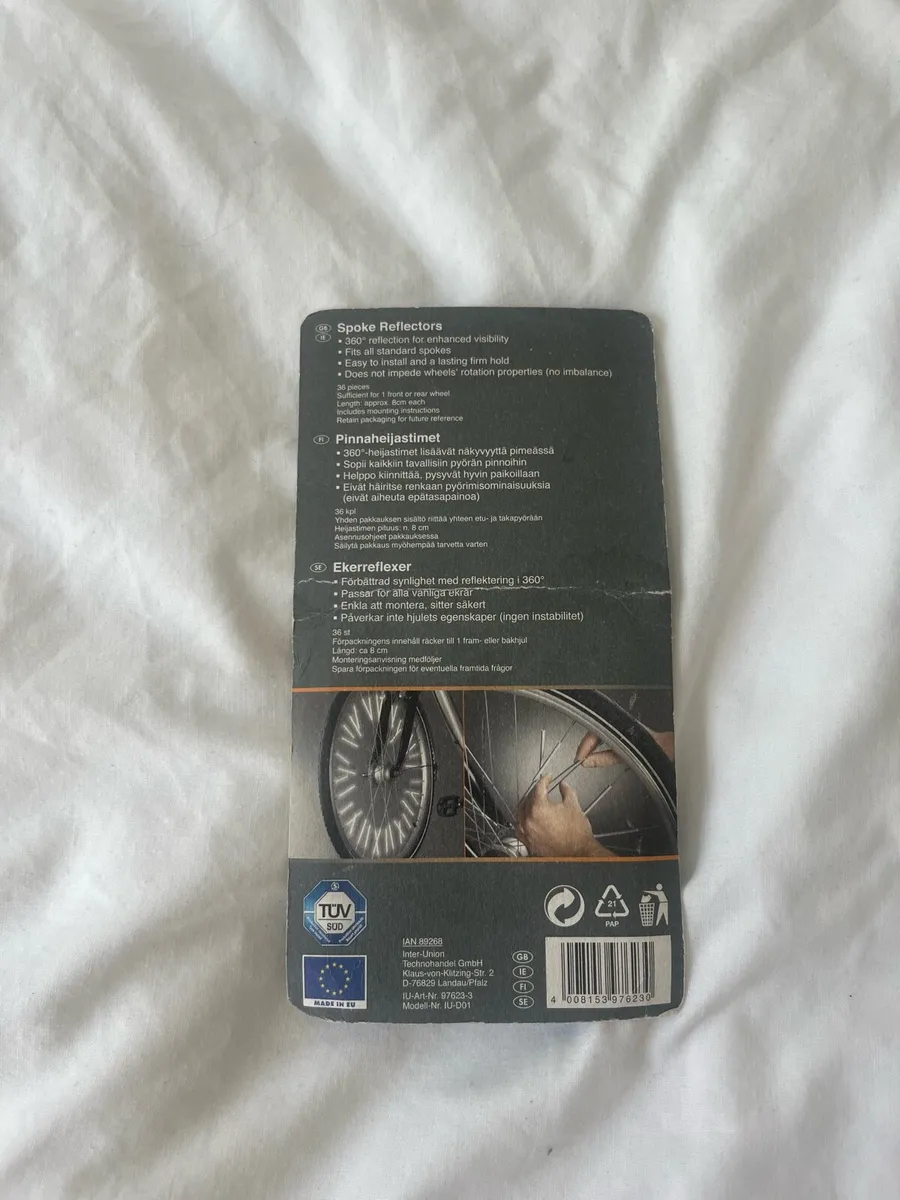 GB
IE
Spoke Reflectors
▪ 360° reflection for enhanced visibility
▪ Fits all standard spokes
▪ Easy to install and a lasting firm hold
▪ Does not impede wheels' rotation properties (no imbalance)
36 pieces
Sufficient for 1 front or rear wheel
Length: approx. 8cm each
Includes mounting instructions
Retain packaging for future reference
FI
Pinnaheijastimet
▪ 360°-heijastimet lisäävät näkyvyyttä pimeässä
▪ Sopii kaikkiin tavallisiin pyörän pinnoihin
▪ Helppo kiinnittää, pysyvät hyvin paikoillaan
▪ Eivät häiritse renkaan pyörimisominaisuuksia
(eivät aiheuta epätasapainoa)
36 kpl
Yhden pakkauksen sisältö riittää yhteen etu- ja takapyörään
Heijastimen pituus: n. 8 cm
Asennusohjeet pakkauksessa
Säilytä pakkaus myöhempää tarvetta varten
SE
Ekerreflexer
▪ Förbättrad synlighet med reflektering i 360°
▪ Passar för alla vanliga ekrar
▪ Enkla att montera, sitter säkert
▪ Påverkar inte hjulets egenskaper (ingen instabilitet)
36 st
Förpackningens innehåll räcker till 1 fram- eller bakhjul
Längd: ca 8 cm
Monteringsanvisning medföljer
Spara förpackningen för eventuella framtida frågor
TÜV
SÜD
MADE IN EU
IAN 89268
Inter-Union
Technohandel GmbH
Klaus-von-Klitzing-Str. 2
D-76829 Landau/Pfalz
IU-Art-Nr. 97623-3
Modell-Nr. IU-D01
GB
IE
FI
SE
21
PAP
4 008153 976230